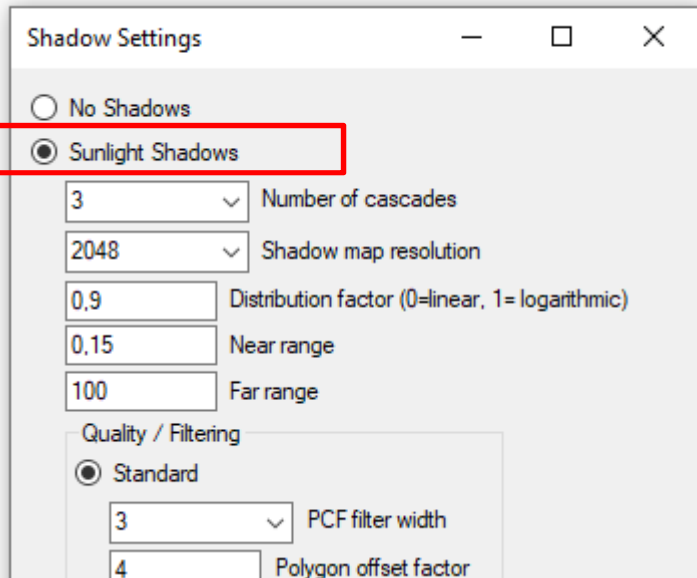 Shadow Settings
No Shadows
Sunlight Shadows
3 Number of cascades
2048 Shadow map resolution
0,9 Distribution factor (0=linear, 1= logarithmic)
0,15 Near range
100 Far range
Quality / Filtering
Standard
3 PCF filter width
4 Polygon offset factor